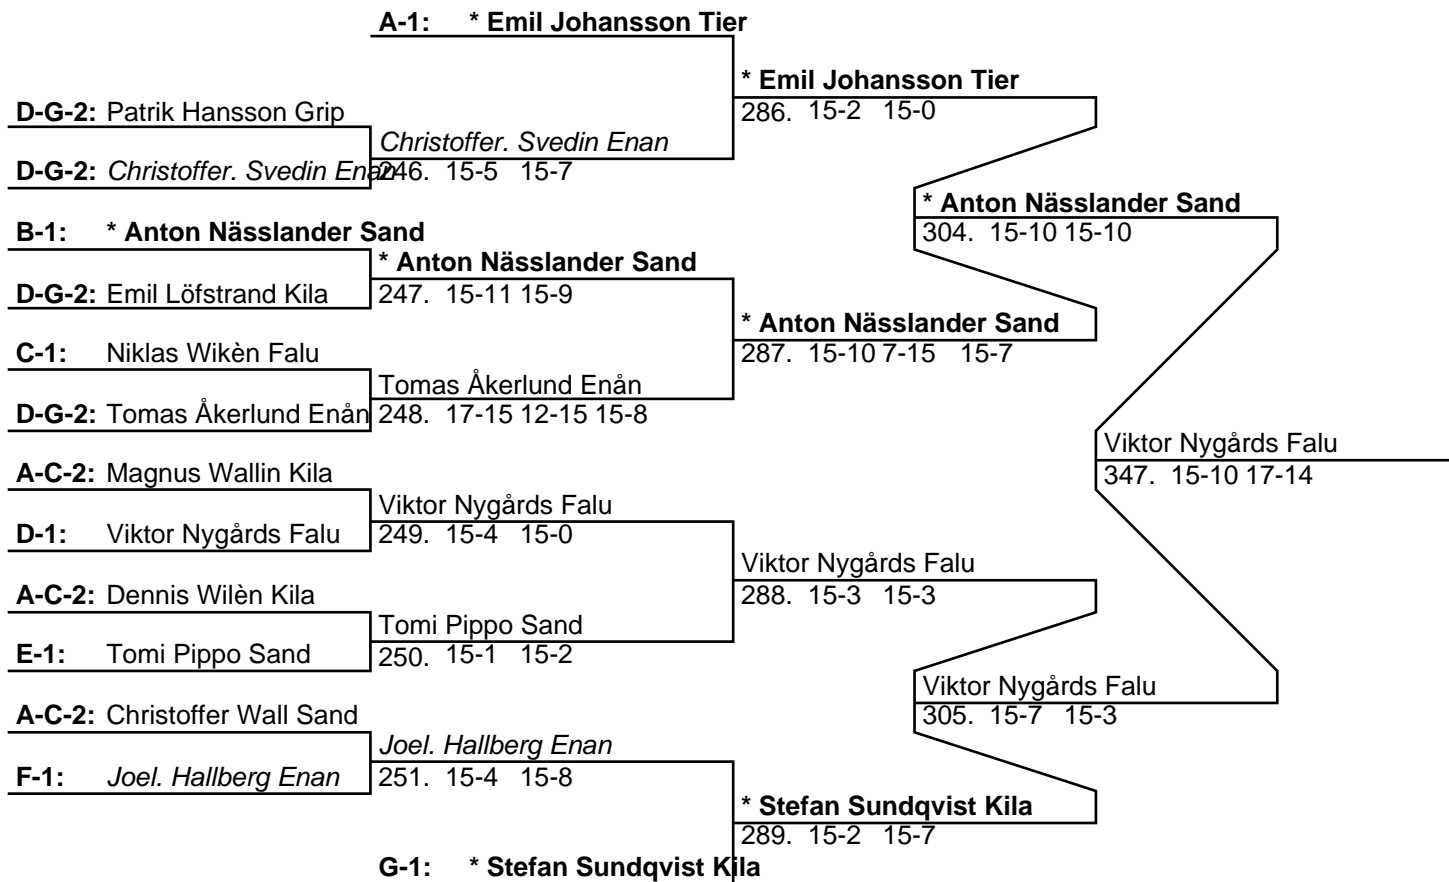 A-1: * Emil Johansson Tier
* Emil Johansson Tier
D-G-2: Patrik Hansson Grip
286. 15-2 15-0
Christoffer. Svedin Enan
D-G-2: Christoffer. Svedin Enan
246. 15-5 15-7
* Anton Nässlander Sand
B-1: * Anton Nässlander Sand
304. 15-10 15-10
* Anton Nässlander Sand
D-G-2: Emil Löfstrand Kila
247. 15-11 15-9
* Anton Nässlander Sand
C-1: Niklas Wikèn Falu
287. 15-10 7-15 15-7
Tomas Åkerlund Enån
D-G-2: Tomas Åkerlund Enån
248. 17-15 12-15 15-8
Viktor Nygårds Falu
A-C-2: Magnus Wallin Kila
347. 15-10 17-14
Viktor Nygårds Falu
D-1: Viktor Nygårds Falu
249. 15-4 15-0
Viktor Nygårds Falu
A-C-2: Dennis Wilèn Kila
288. 15-3 15-3
Tomi Pippo Sand
E-1: Tomi Pippo Sand
250. 15-1 15-2
Viktor Nygårds Falu
A-C-2: Christoffer Wall Sand
305. 15-7 15-3
Joel. Hallberg Enan
F-1: Joel. Hallberg Enan
251. 15-4 15-8
* Stefan Sundqvist Kila
289. 15-2 15-7
G-1: * Stefan Sundqvist Kila